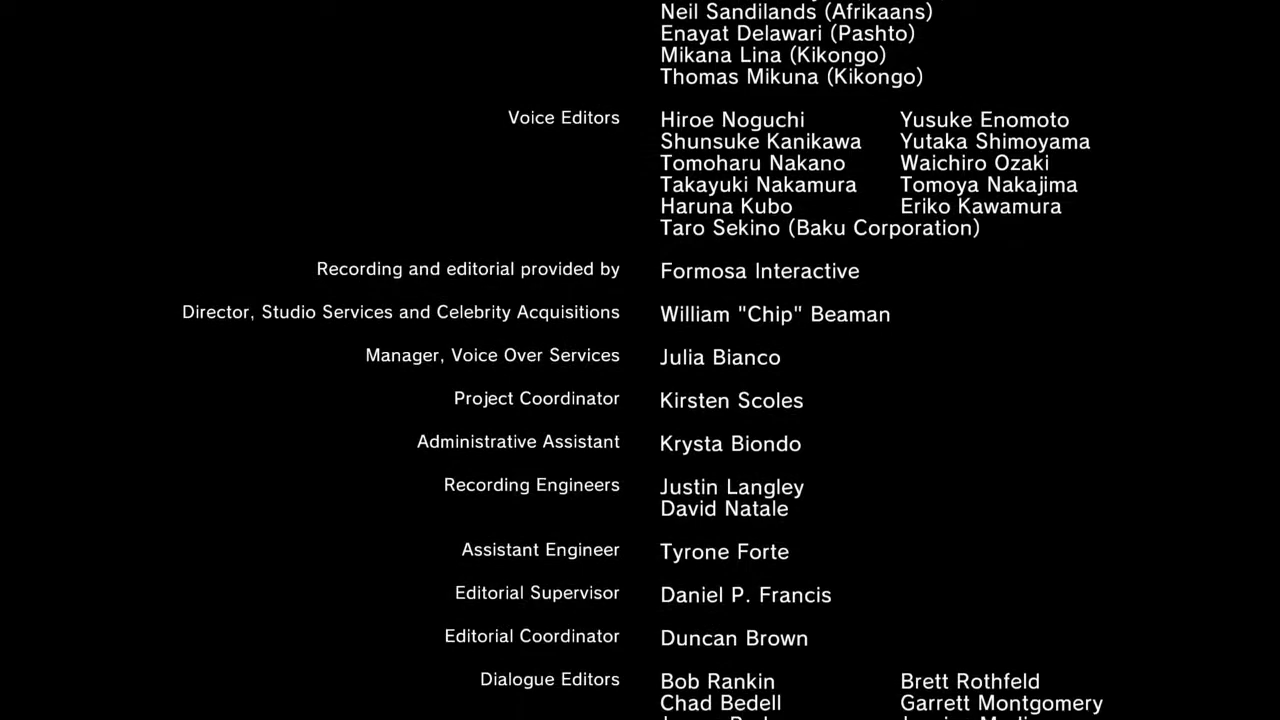 Neil Sandilands (Afrikaans)
Enayat Delawari (Pashto)
Mikana Lina (Kikongo)
Thomas Mikuna (Kikongo)
Voice Editors Hiroe Noguchi Yusuke Enomoto
Shunsuke Kanikawa Yutaka Shimoyama
Tomoharu Nakano Waichiro Ozaki
Takayuki Nakamura Tomoya Nakajima
Haruna Kubo Eriko Kawamura
Taro Sekino (Baku Corporation)
Recording and editorial provided by Formosa Interactive
Director, Studio Services and Celebrity Acquisitions William "Chip" Beaman
Manager, Voice Over Services Julia Bianco
Project Coordinator Kirsten Scoles
Administrative Assistant Krysta Biondo
Recording Engineers Justin Langley
David Natale
Assistant Engineer Tyrone Forte
Editorial Supervisor Daniel P. Francis
Editorial Coordinator Duncan Brown
Dialogue Editors Bob Rankin Brett Rothfeld
Chad Bedell Garrett Montgomery